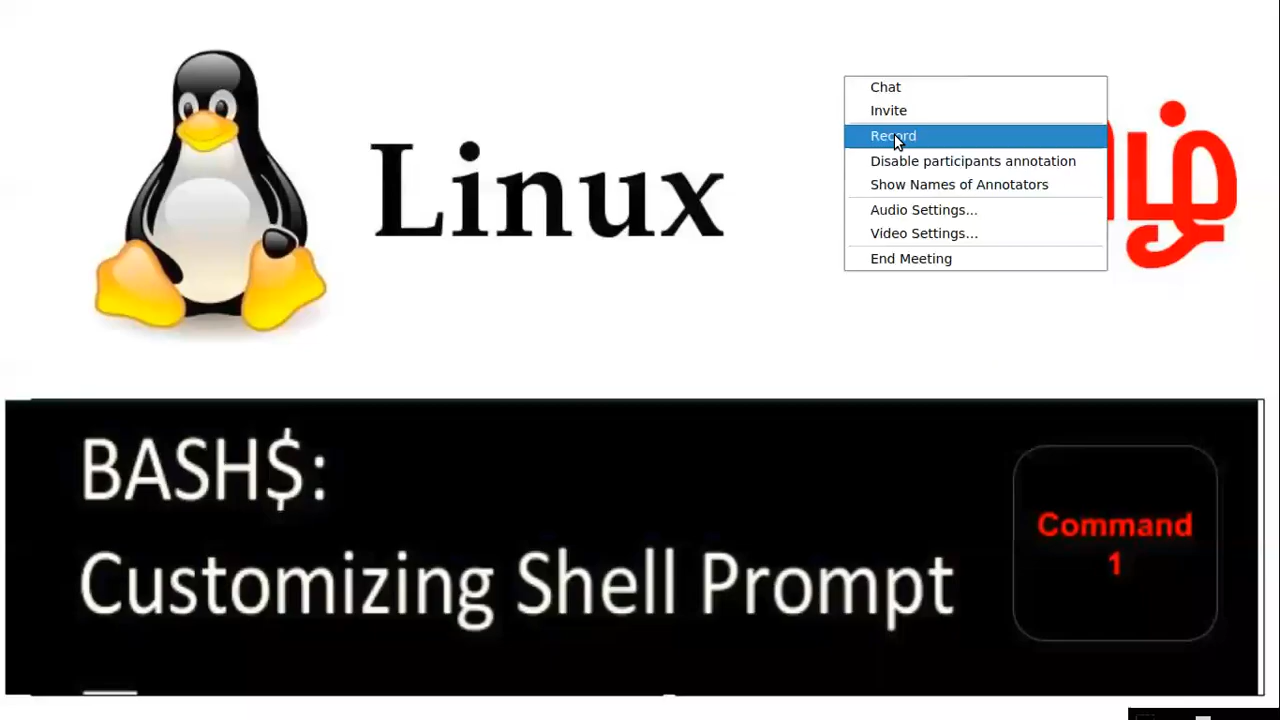 Linux
Chat
Invite
Record
Disable participants annotation
Show Names of Annotators
Audio Settings...
Video Settings...
End Meeting
BASH$:
Customizing Shell Prompt
Command
1